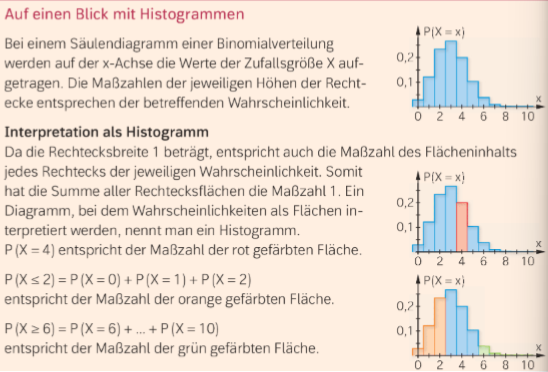 Auf einen Blick mit Histogrammen
Bei einem Säulendiagramm einer Binomialverteilung
werden auf der x-Achse die Werte der Zufallsgröße X auf-
getragen. Die Maßzahlen der jeweiligen Höhen der Recht-
ecke entsprechen der betreffenden Wahrscheinlichkeit.
P(X = x)
0,2
0,1
x
0 2 4 6 8 10
Interpretation als Histogramm
Da die Rechtecksbreite 1 beträgt, entspricht auch die Maßzahl des Flächeninhalts
jedes Rechtecks der jeweiligen Wahrscheinlichkeit. Somit
hat die Summe aller Rechtecksflächen die Maßzahl 1. Ein
Diagramm, bei dem Wahrscheinlichkeiten als Flächen in-
terpretiert werden, nennt man ein Histogramm.
P(X = 4) entspricht der Maßzahl der rot gefärbten Fläche.
P(X = x)
0,2
0,1
x
0 2 4 6 8 10
P(X ≤ 2) = P(X = 0) + P(X = 1) + P(X = 2)
entspricht der Maßzahl der orange gefärbten Fläche.
P(X ≥ 6) = P(X = 6) + ... + P(X = 10)
entspricht der Maßzahl der grün gefärbten Fläche.
P(X = x)
0,2
0,1
x
0 2 4 6 8 10